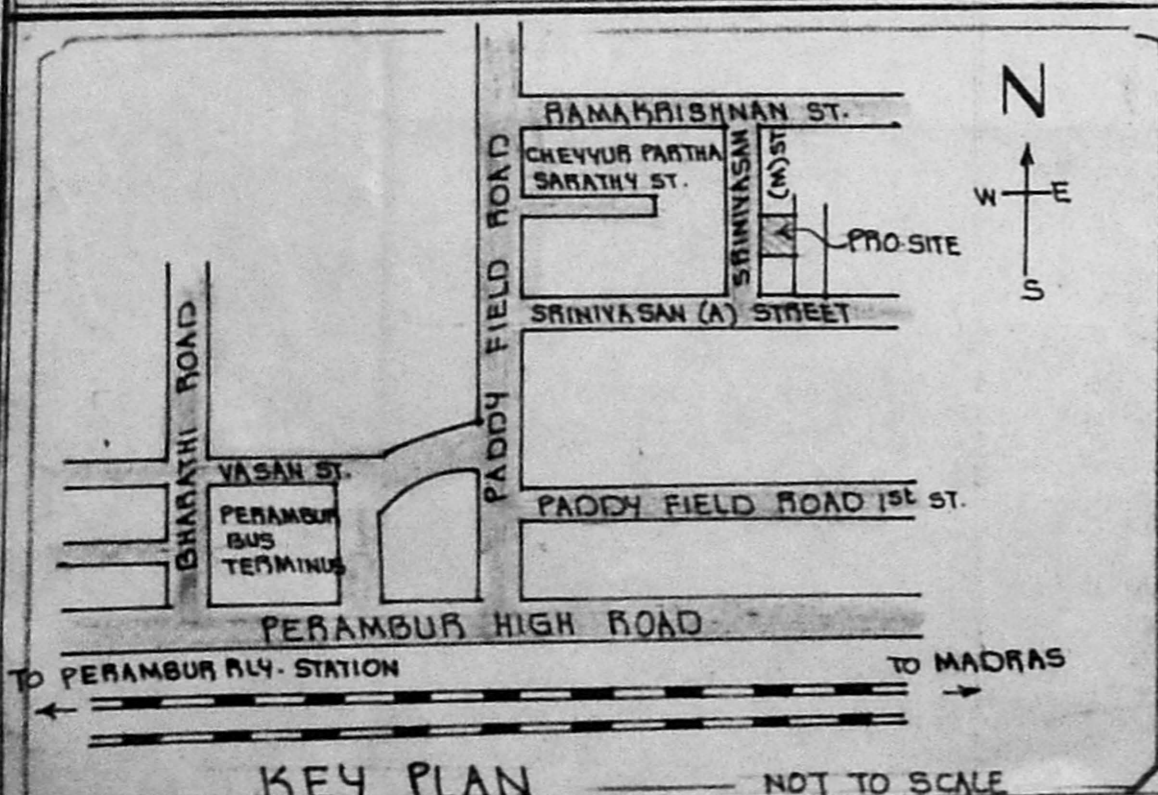 RAMAKRISHNAN ST.
CHEYYUR PARTHA
SARATHY ST.
SRINIVASAN
(M) ST
PRO-SITE
N
W
E
S
SRINIVASAN (A) STREET
PADDY FIELD ROAD
BHARATHI ROAD
VASAN ST.
PERAMBUR
BUS
TERMINUS
PADDY FIELD ROAD 1st ST.
PERAMBUR HIGH ROAD
TO PERAMBUR RLY. STATION
TO MADRAS
KEY PLAN
NOT TO SCALE